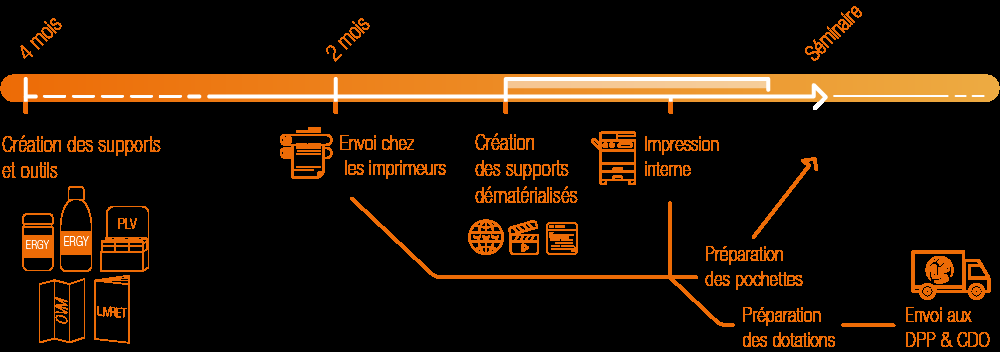 4 mois
2 mois
Séminaire
Création des supports
et outils
Envoi chez
les imprimeurs
Création
des supports
dématérialisés
Impression
interne
ERGY
ERGY
PLV
OVM
LIVRET
Préparation
des pochettes
Préparation
des dotations
Envoi aux
DPP & CDO